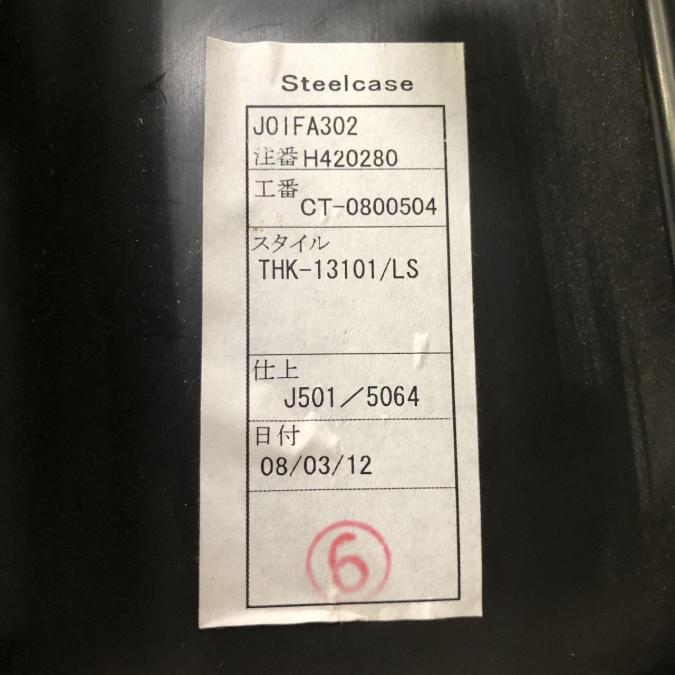 Steelcase
JOIFA302
注番H420280
工番
CT-0800504
スタイル
THK-13101/LS
仕上
J501／5064
日付
08/03/12
⑥